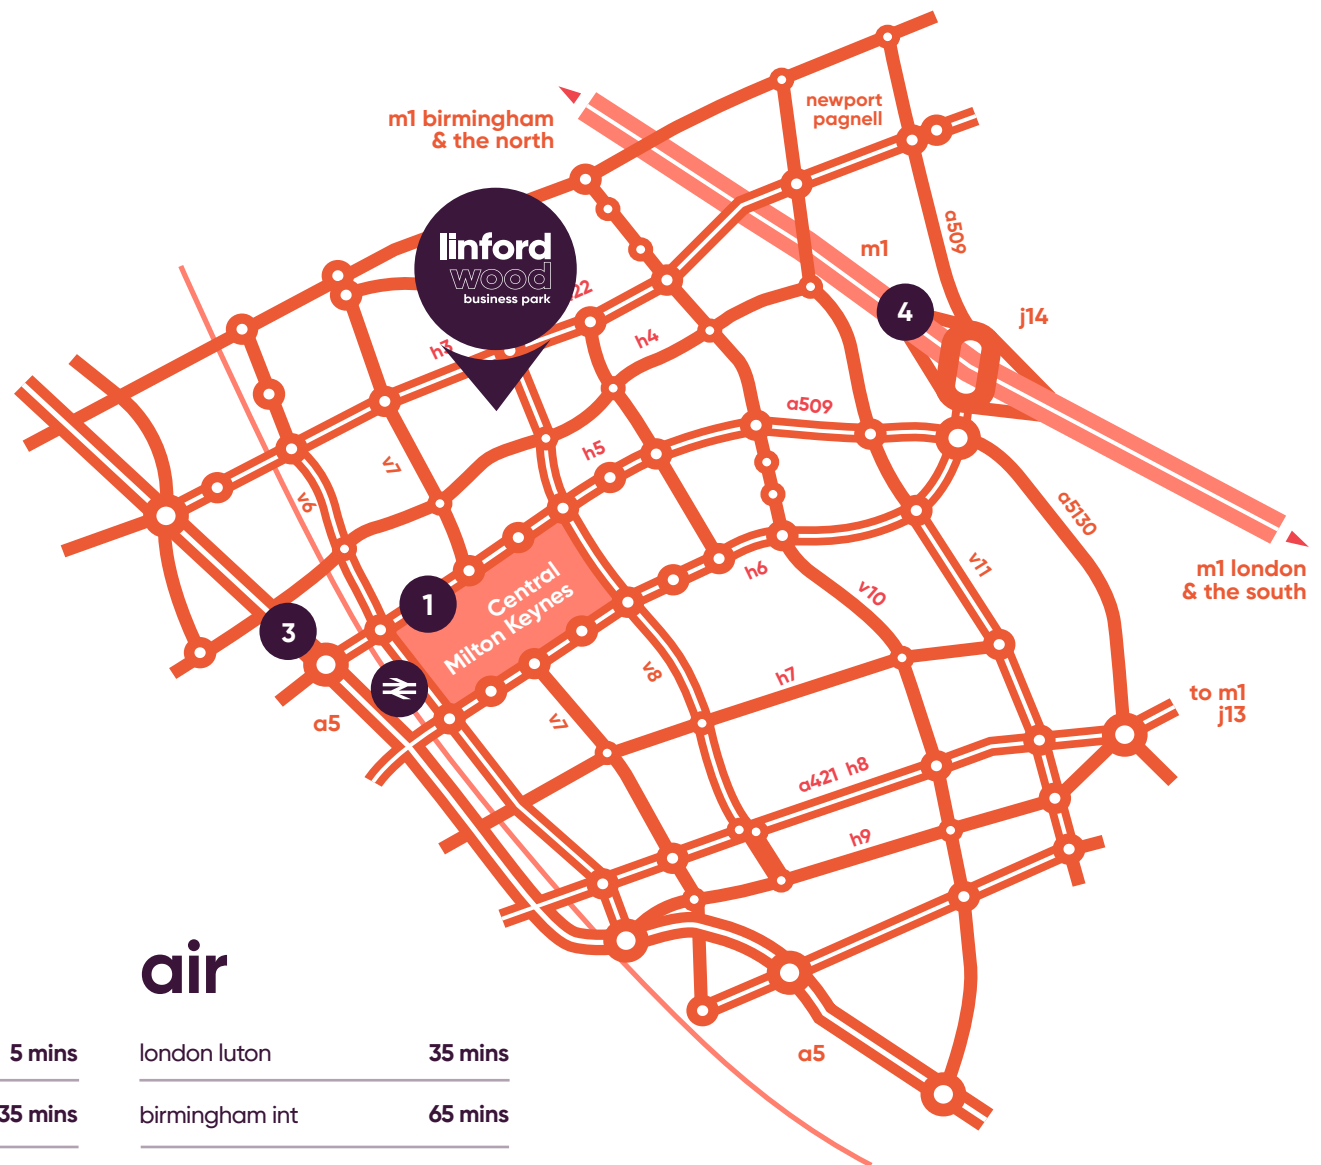 newport
pagnell
m1 birmingham
& the north
a509
m1
linford
wood
business park
22
4
j14
h3
h4
a509
h5
v7
v6
a5130
m1 london
& the south
v11
h6
v10
Central
Milton Keynes
1
3
v8
h7
to m1
j13
a5
v7
a421 h8
h9
air
5 mins
london luton 35 mins
35 mins
birmingham int 65 mins
a5